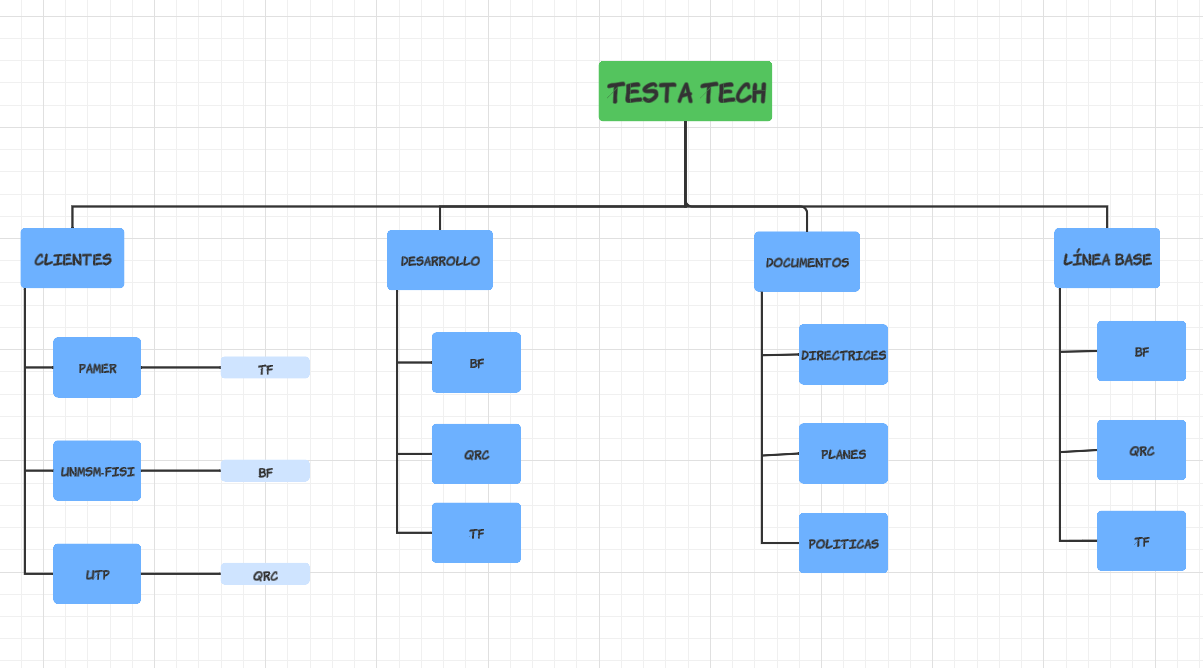 TESTA TECH
CLIENTES
DESARROLLO
DOCUMENTOS
LÍNEA BASE
PAMER
TF
UNMSM-FISI
BF
UTP
QRC
BF
QRC
TF
DIRECTRICES
PLANES
POLITICAS
BF
QRC
TF